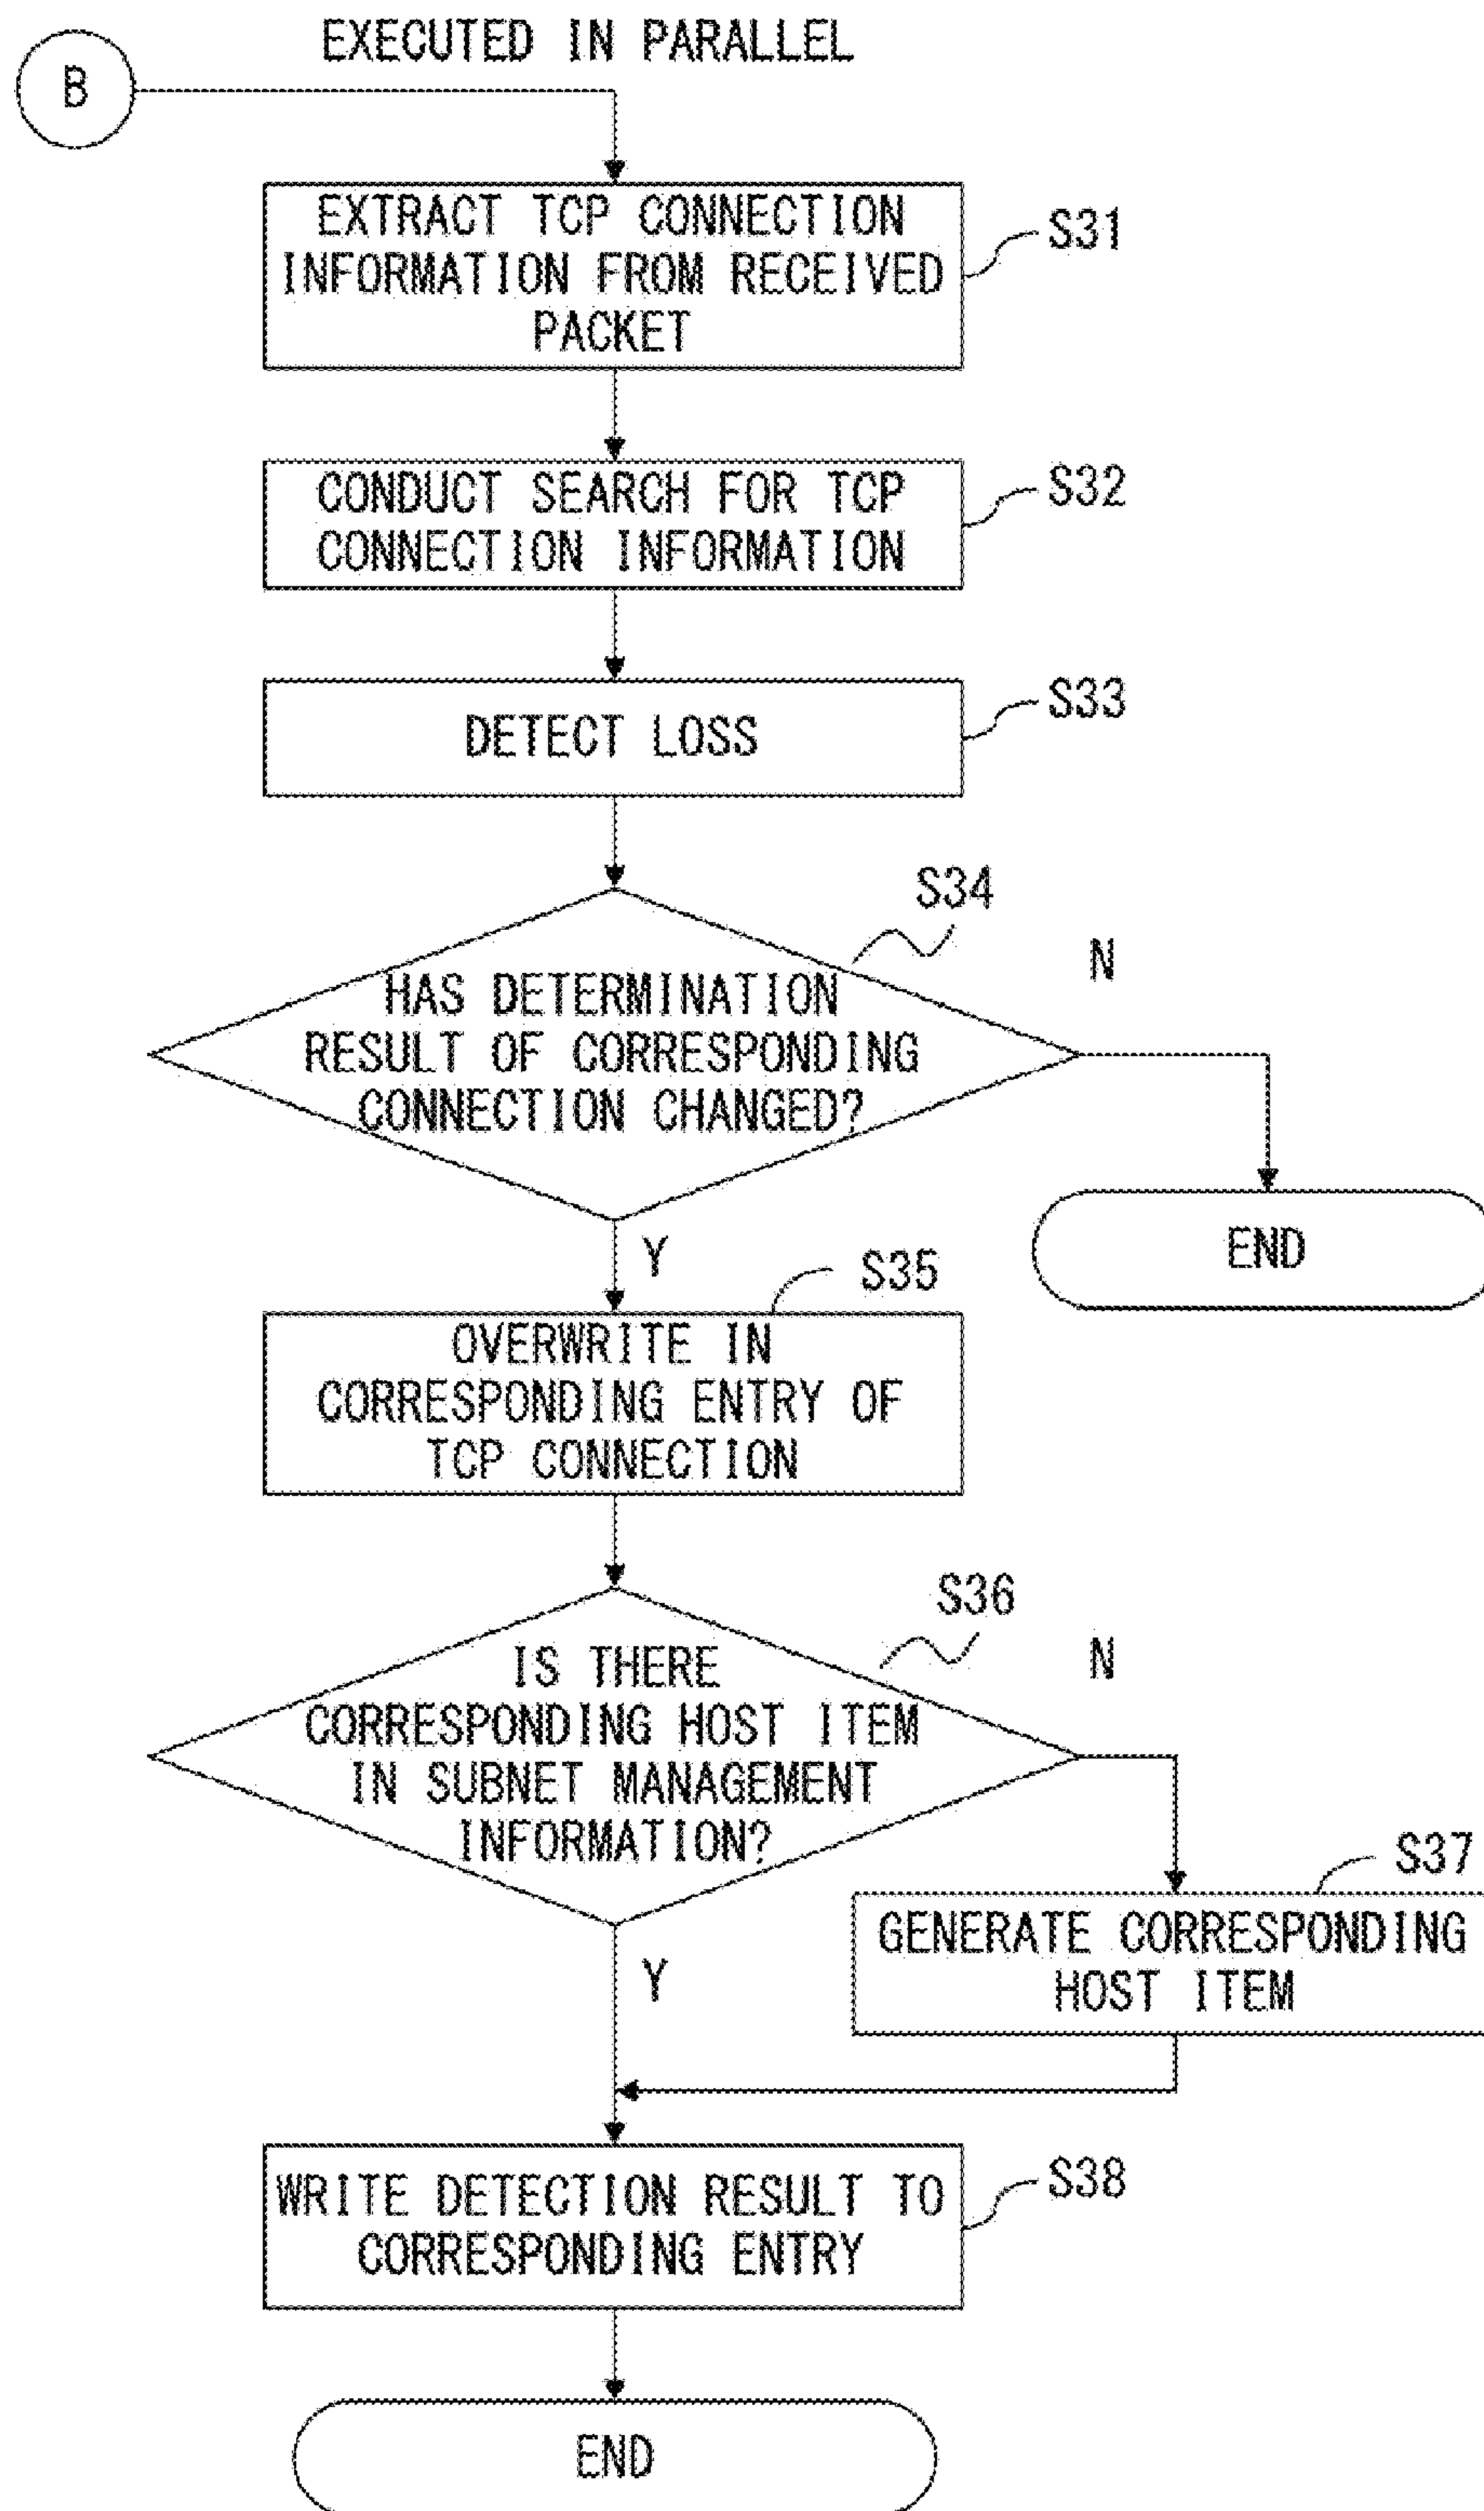 EXECUTED IN PARALLEL
B
EXTRACT TCP CONNECTION
INFORMATION FROM RECEIVED
PACKET
S31
CONDUCT SEARCH FOR TCP
CONNECTION INFORMATION
S32
DETECT LOSS
S33
S34
HAS DETERMINATION
RESULT OF CORRESPONDING
CONNECTION CHANGED?
N
END
Y
S35
OVERWRITE IN
CORRESPONDING ENTRY OF
TCP CONNECTION
S36
IS THERE
CORRESPONDING HOST ITEM
IN SUBNET MANAGEMENT
INFORMATION?
N
S37
GENERATE CORRESPONDING
HOST ITEM
Y
WRITE DETECTION RESULT TO
CORRESPONDING ENTRY
S38
END